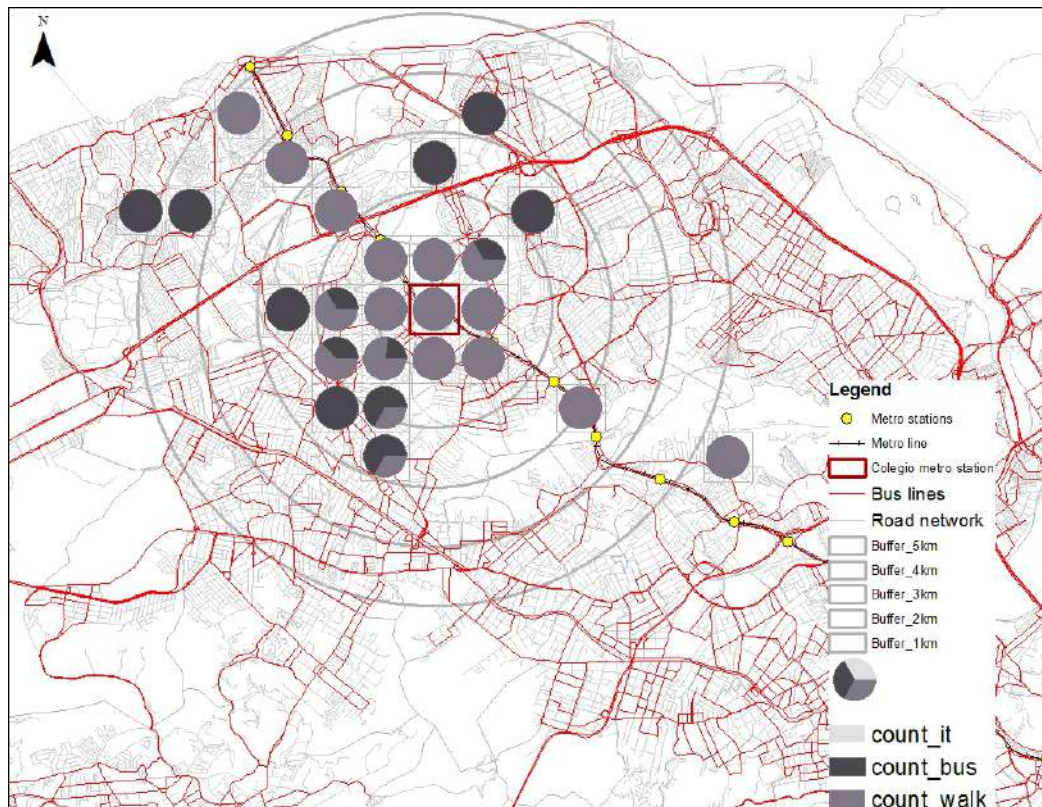 N
Legend
Metro stations
Metro line
Colegio metro station
Bus lines
Road network
Buffer_5km
Buffer_4km
Buffer_3km
Buffer_2km
Buffer_1km
count_it
count_bus
count_walk